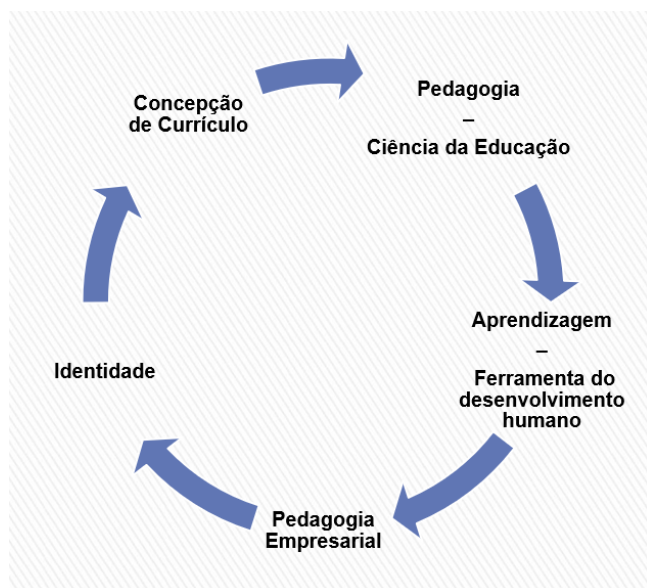 Concepção
de Currículo
Pedagogia
–
Ciência da Educação
Aprendizagem
–
Ferramenta do
desenvolvimento
humano
Pedagogia
Empresarial
Identidade